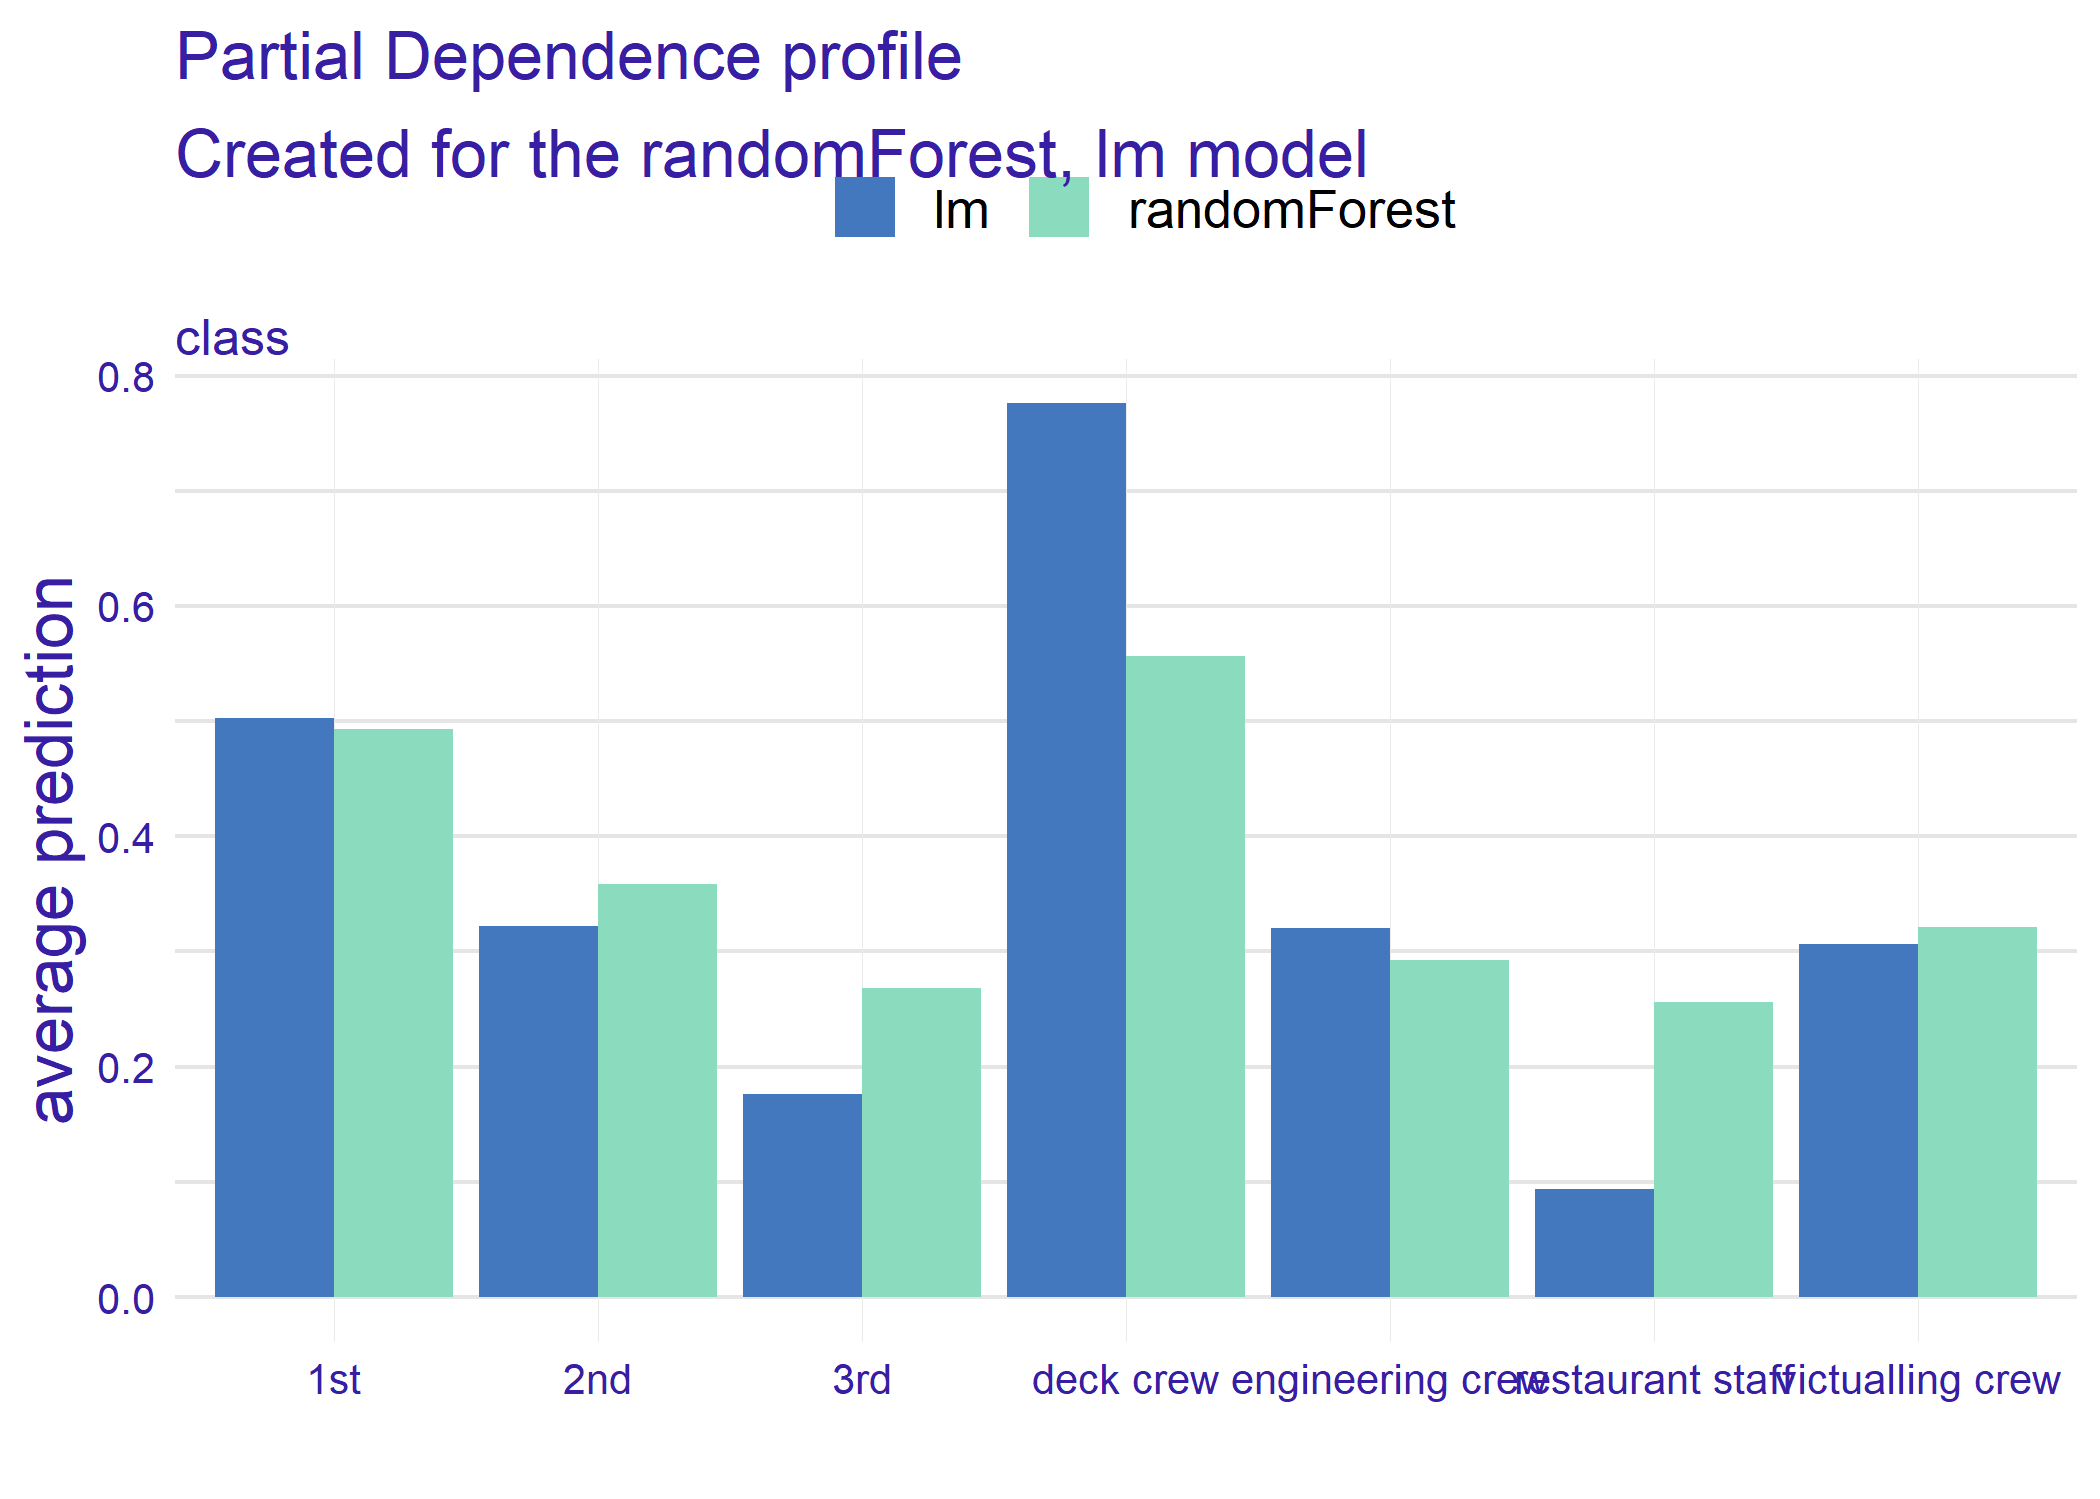 Partial Dependence profile
Created for the randomForest, lm model
lm randomForest
class
0.8
0.6
0.4
0.2
0.0
average prediction
1st 2nd 3rd deck crew engineering crew restaurant staff victualling crew